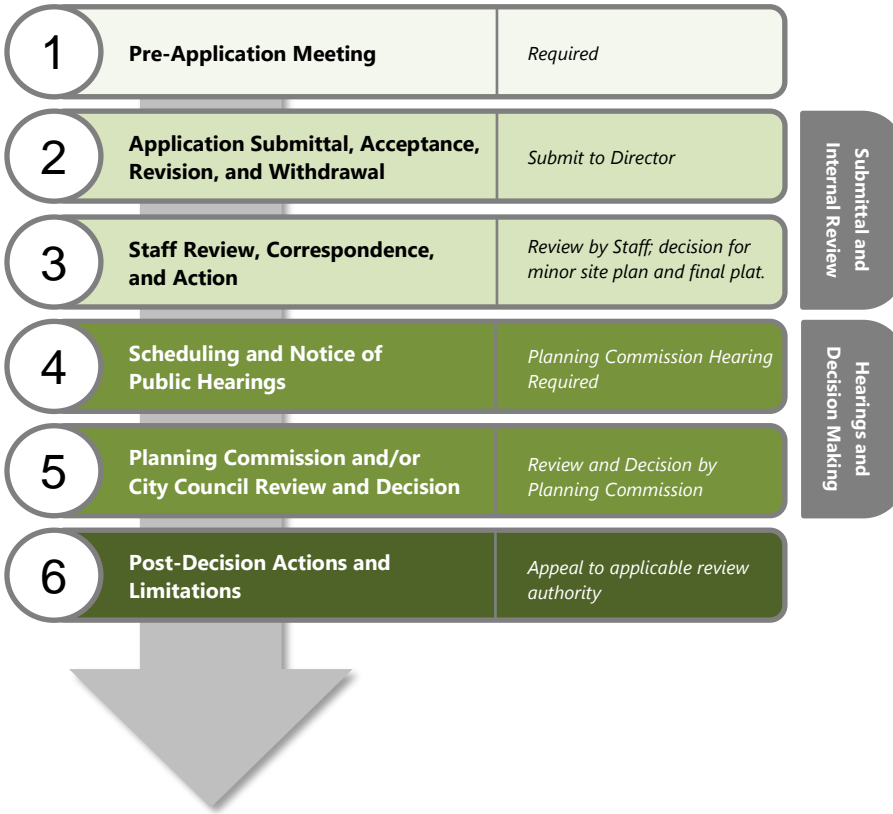 1
Pre-Application Meeting
Required
2
Application Submittal, Acceptance,
Revision, and Withdrawal
Submit to Director
3
Staff Review, Correspondence,
and Action
Review by Staff; decision for
minor site plan and final plat.
Submittal and
Internal Review
4
Scheduling and Notice of
Public Hearings
Planning Commission Hearing
Required
5
Planning Commission and/or
City Council Review and Decision
Review and Decision by
Planning Commission
Hearings and
Decision Making
6
Post-Decision Actions and
Limitations
Appeal to applicable review
authority